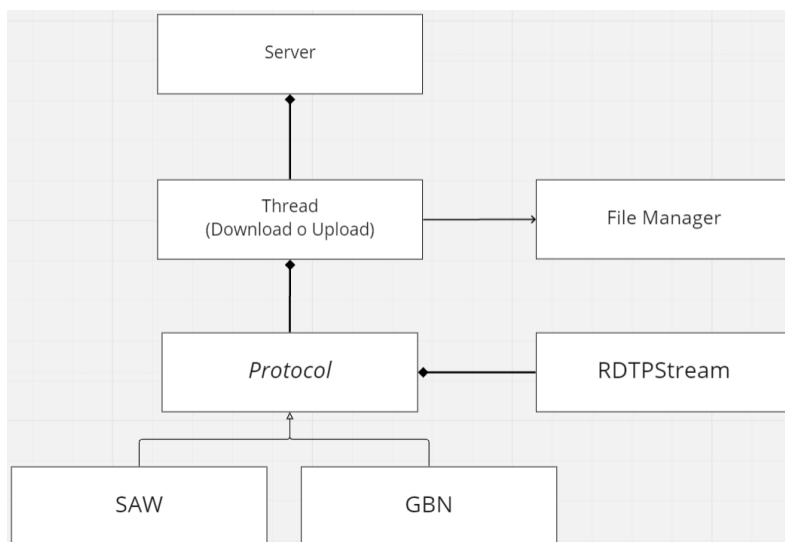 Server
Thread
(Download o Upload)
File Manager
Protocol
RDTPStream
SAW
GBN